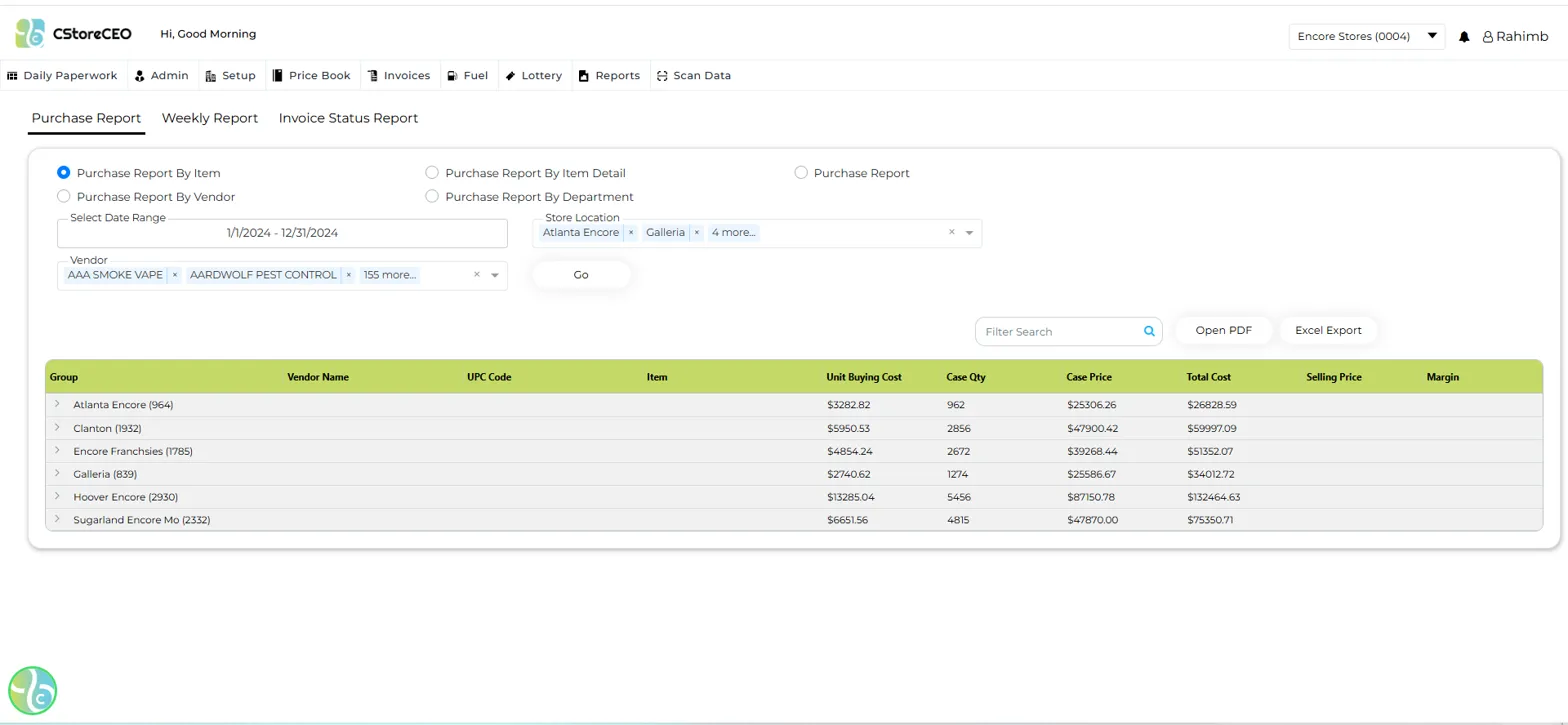 CStoreCEO Hi, Good Morning Encore Stores (0004) Rahimb
Daily Paperwork Admin Setup Price Book Invoices Fuel Lottery Reports Scan Data
Purchase Report Weekly Report Invoice Status Report
Purchase Report By Item Purchase Report By Item Detail Purchase Report
Purchase Report By Vendor Purchase Report By Department
Select Date Range Store Location
1/1/2024 - 12/31/2024 Atlanta Encore × Galleria × 4 more... ×
Vendor
AAA SMOKE VAPE × AARDWOLF PEST CONTROL × 155 more... × Go
Filter Search Open PDF Excel Export
Group Vendor Name UPC Code Item Unit Buying Cost Case Qty Case Price Total Cost Selling Price Margin
Atlanta Encore (964) $3282.82 962 $25306.26 $26828.59
Clanton (1932) $5950.53 2856 $47900.42 $59997.09
Encore Franchsies (1785) $4854.24 2672 $39268.44 $51352.07
Galleria (839) $2740.62 1274 $25586.67 $34012.72
Hoover Encore (2930) $13285.04 5456 $87150.78 $132464.63
Sugarland Encore Mo (2332) $6651.56 4815 $47870.00 $75350.71